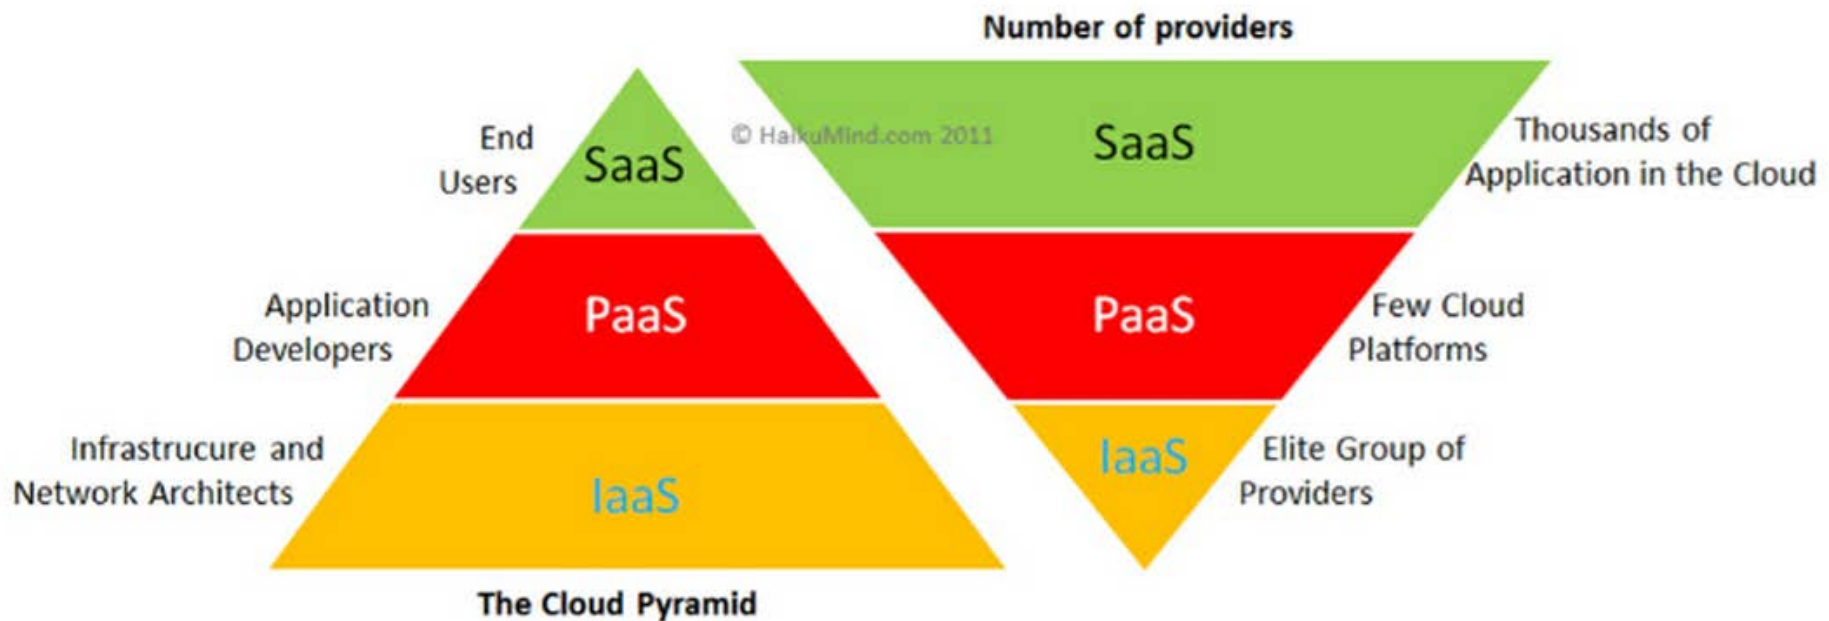 Number of providers
End
Users
SaaS
© HaikuMind.com 2011
SaaS
Thousands of
Application in the Cloud
Application
Developers
PaaS
PaaS
Few Cloud
Platforms
Infrastrucure and
Network Architects
IaaS
IaaS
Elite Group of
Providers
The Cloud Pyramid